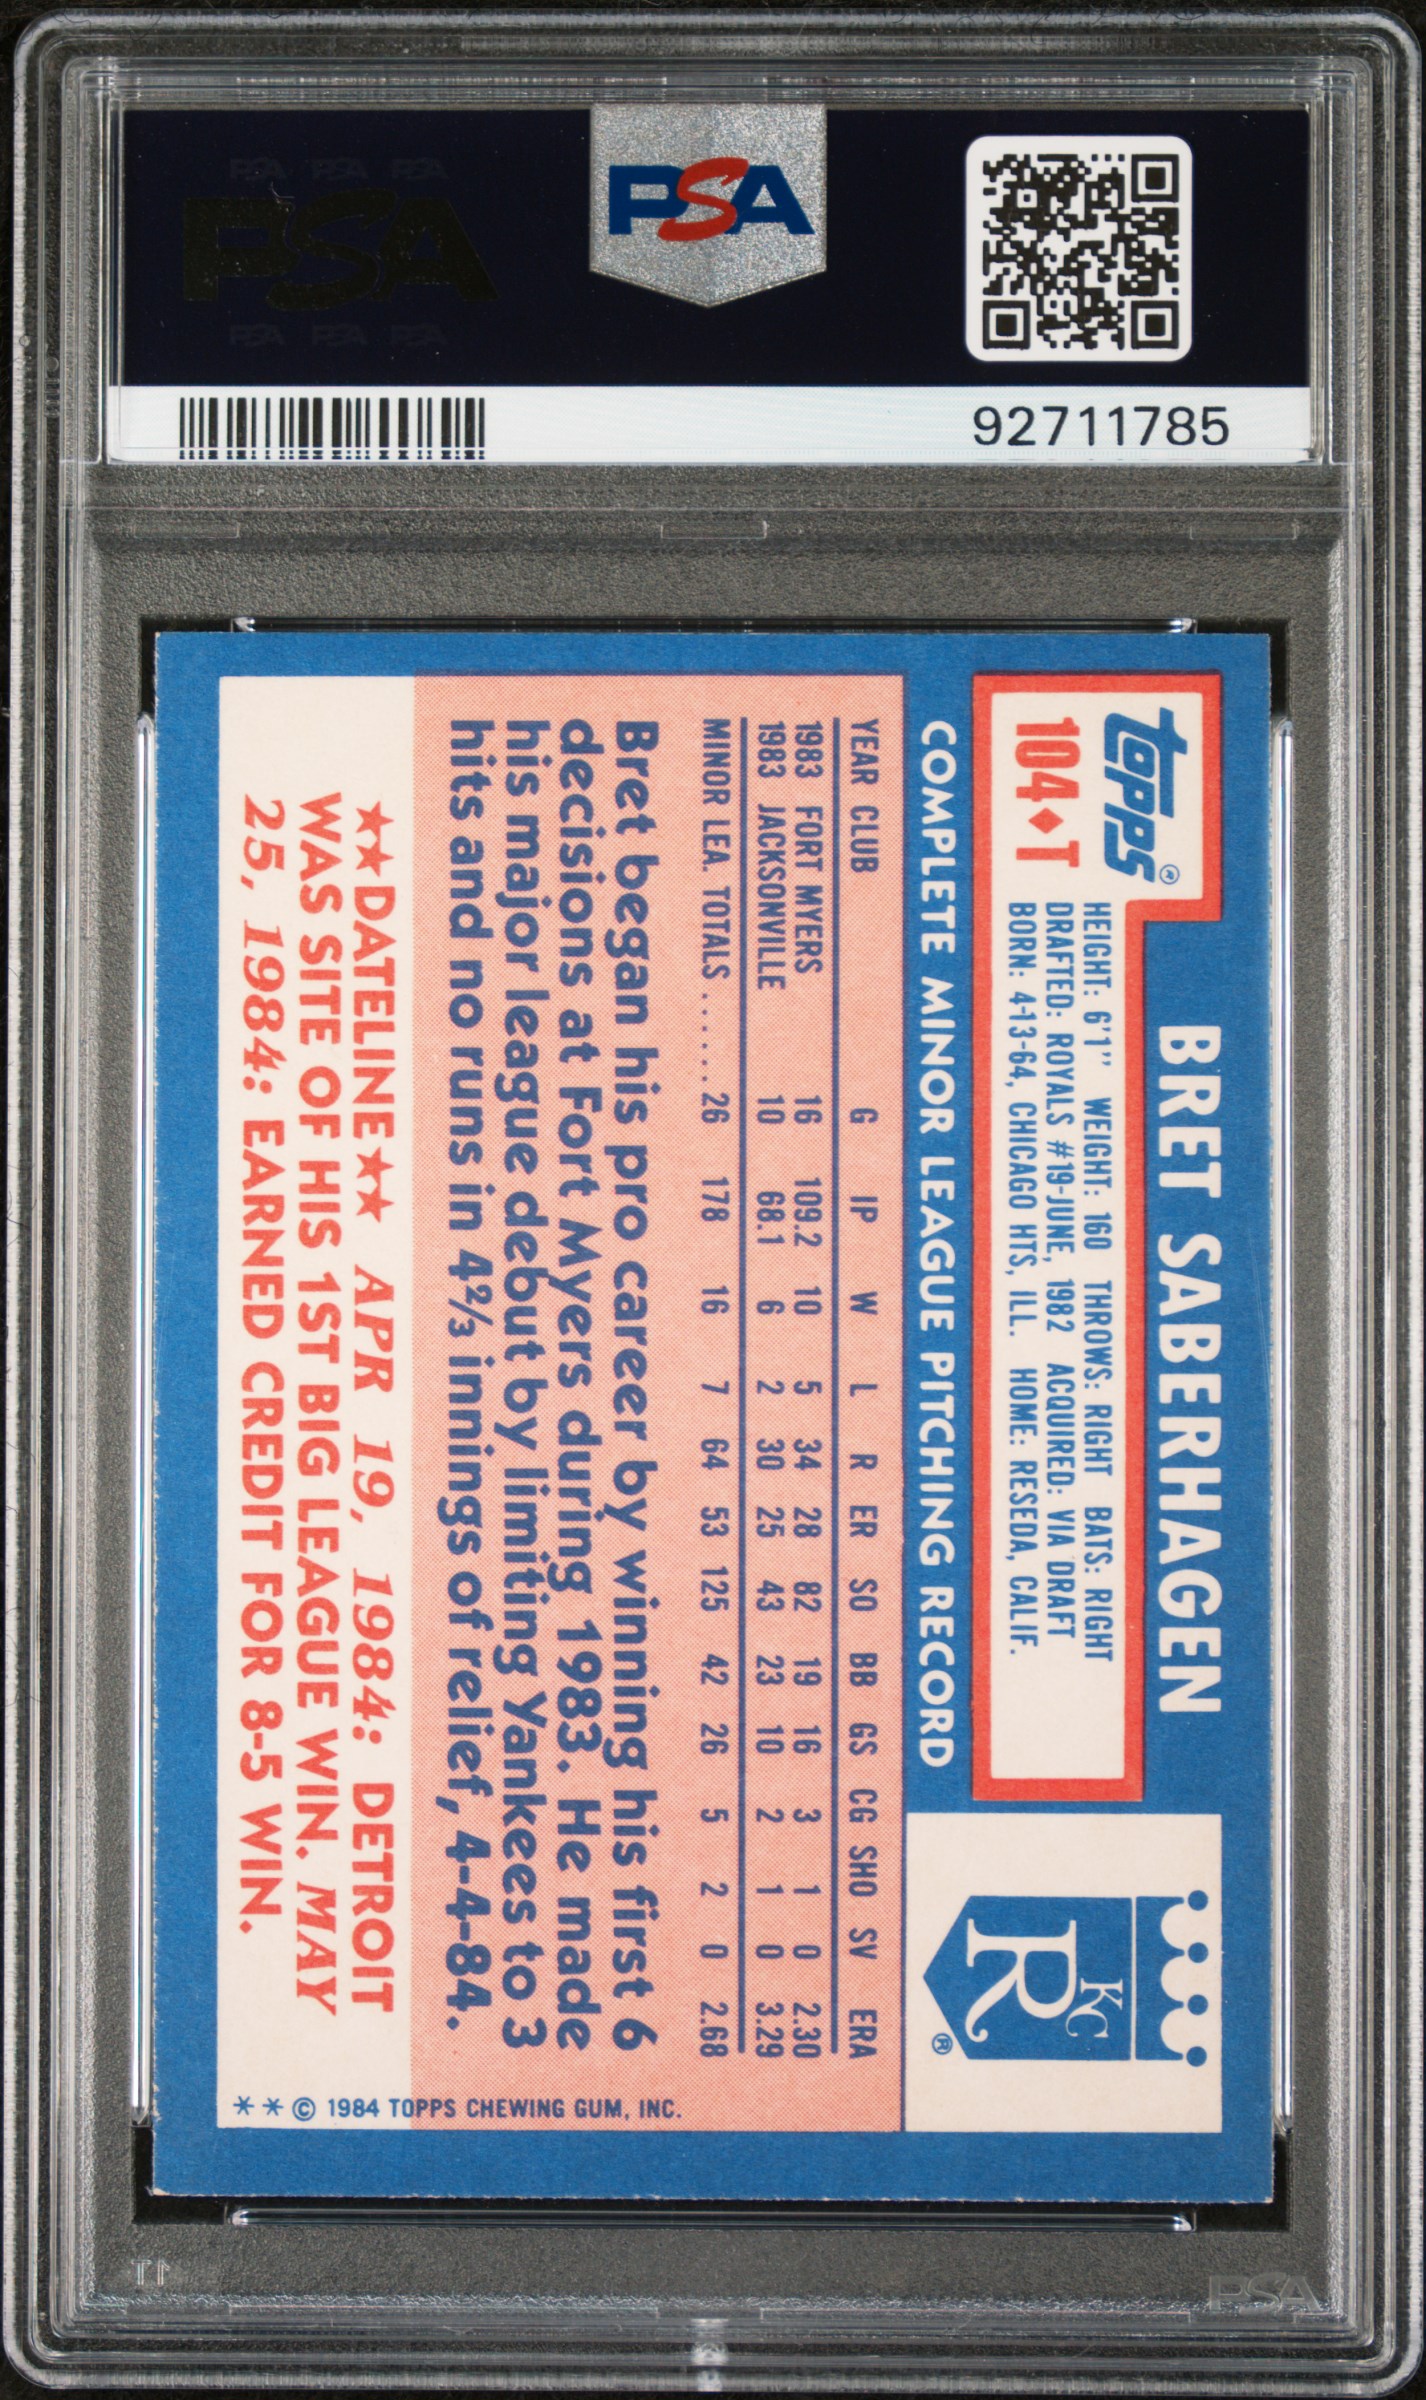 PSA PSA PSA
PSA
PSA PSA PSA
PSA
92711785
topps®
104♦T
BRET SABERHAGEN
HEIGHT: 6'1" WEIGHT: 160 THROWS: RIGHT BATS: RIGHT
DRAFTED: ROYALS #19-JUNE, 1982 ACQUIRED: VIA DRAFT
BORN: 4-13-64, CHICAGO HTS, ILL. HOME: RESEDA, CALIF.
KC
R
®
COMPLETE MINOR LEAGUE PITCHING RECORD
YEAR CLUB G IP W L R ER SO BB GS CG SHO SV ERA
1983 FORT MYERS 16 109.2 10 5 34 28 82 19 16 3 1 0 2.30
1983 JACKSONVILLE 10 68.1 6 2 30 25 43 23 10 2 1 0 3.29
MINOR LEA. TOTALS ...... 26 178 16 7 64 53 125 42 26 5 2 0 2.68
Bret began his pro career by winning his first 6
decisions at Fort Myers during 1983. He made
his major league debut by limiting Yankees to 3
hits and no runs in 4⅔ innings of relief, 4-4-84.
★★DATELINE★★ APR 19, 1984: DETROIT
WAS SITE OF HIS 1ST BIG LEAGUE WIN. MAY
25, 1984: EARNED CREDIT FOR 8-5 WIN.
**© 1984 TOPPS CHEWING GUM, INC.
PSA